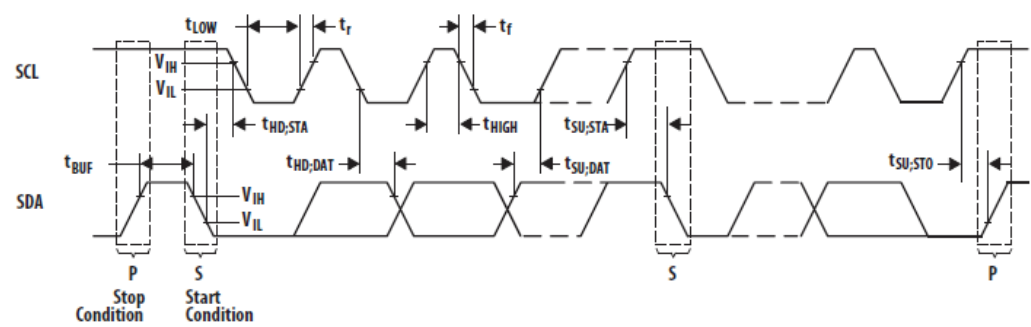 tLOW tr tf
SCL VIH
VIL
tHD;STA tHIGH tSU;STA
tBUF tHD;DAT tSU;DAT tSU;STO
SDA VIH
VIL
P S S P
Stop Start
Condition Condition